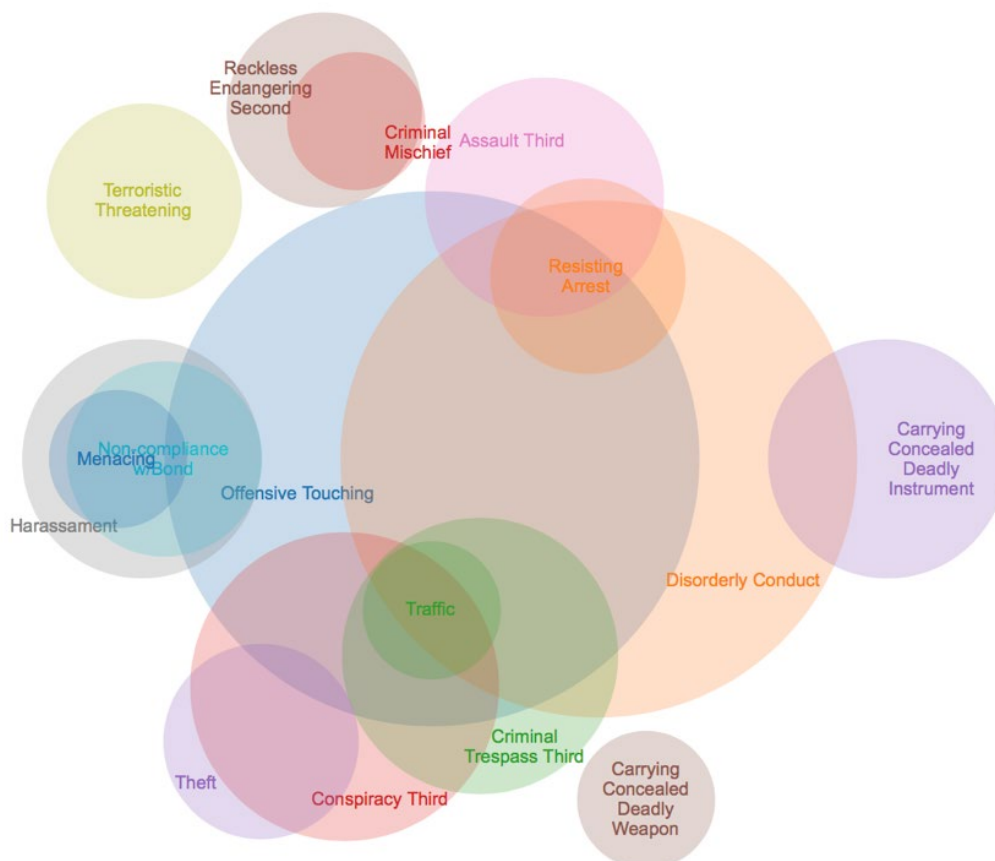 Reckless
Endangering
Second
Criminal
Mischief
Assault Third
Terroristic
Threatening
Resisting
Arrest
Carrying
Concealed
Deadly
Instrument
Non-compliance
w/Bond
Menacing
Offensive Touching
Harassament
Disorderly Conduct
Traffic
Criminal
Trespass Third
Theft
Conspiracy Third
Carrying
Concealed
Deadly
Weapon